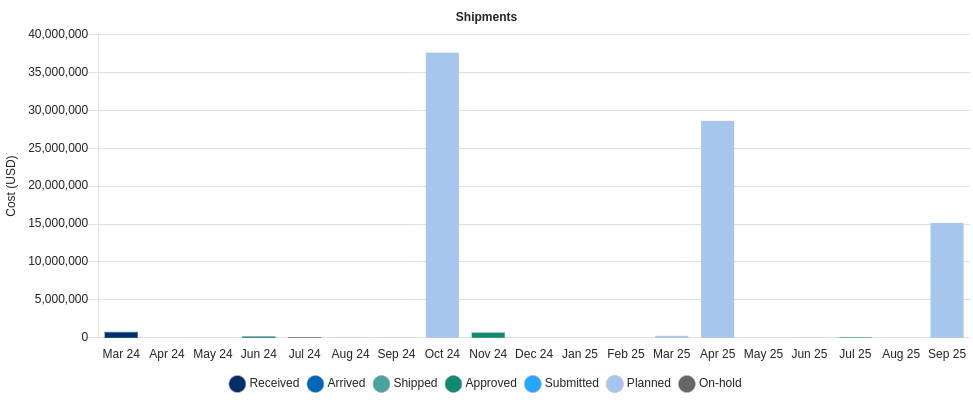 Shipments
40,000,000
35,000,000
30,000,000
25,000,000
20,000,000
15,000,000
10,000,000
5,000,000
0
Cost (USD)
Mar 24 Apr 24 May 24 Jun 24 Jul 24 Aug 24 Sep 24 Oct 24 Nov 24 Dec 24 Jan 25 Feb 25 Mar 25 Apr 25 May 25 Jun 25 Jul 25 Aug 25 Sep 25
Received Arrived Shipped Approved Submitted Planned On-hold